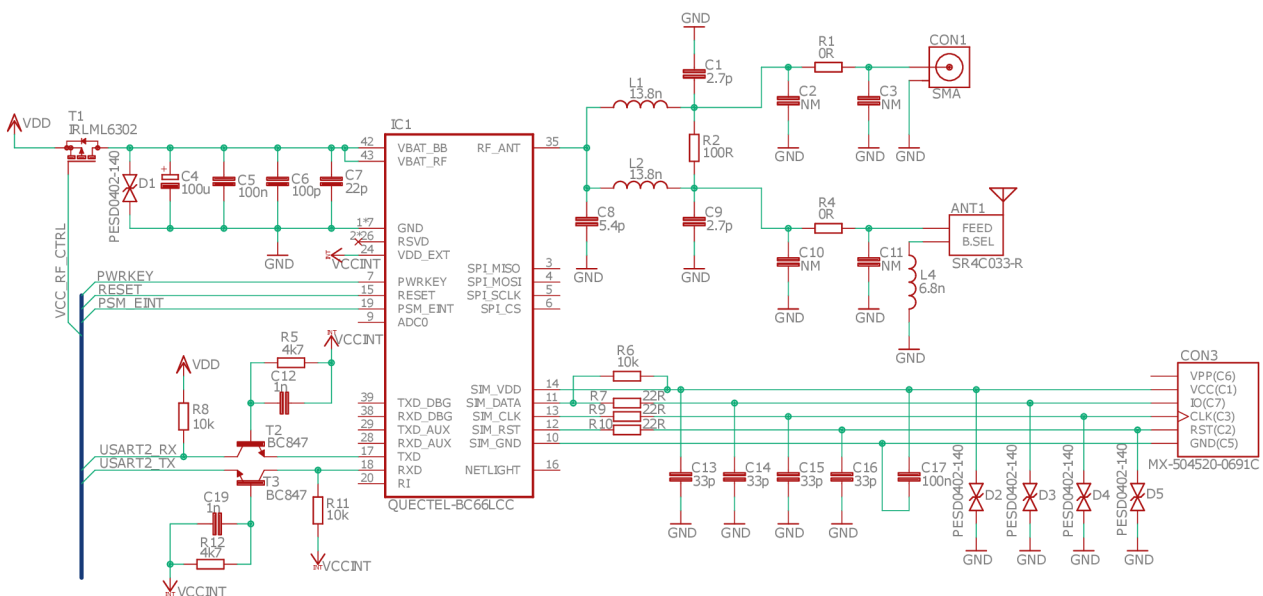 GND
CON1
R1
0R
C1
2.7p
L1
13.8n
C2
NM
C3
NM
SMA
T1
IRLML6302
VDD
IC1
R2
100R
GND
GND
GND
42
VBAT_BB
43
VBAT_RF
RF_ANT
35
L2
13.8n
PESD0402-140
D1
C4
100u
C5
100n
C6
100p
C7
22p
ANT1
R4
0R
C8
5.4p
C9
2.7p
FEED
B.SEL
SR4C033-R
1*7
GND
2*26
RSVD
24
VDD_EXT
INT
VCCINT
GND
VCC_RF_CTRL
C10
NM
C11
NM
L4
6.8n
GND
GND
GND
GND
GND
PWRKEY
7
PWRKEY
RESET
15
RESET
PSM_EINT
19
PSM_EINT
9
ADC0
SPI_MISO
3
SPI_MOSI
4
SPI_SCLK
5
SPI_CS
6
INT
VCCINT
R5
4k7
C12
1n
VDD
R8
10k
T2
BC847
R6
10k
CON3
39
TXD_DBG
38
RXD_DBG
29
TXD_AUX
28
RXD_AUX
17
TXD
18
RXD
20
RI
SIM_VDD
14
SIM_DATA
11
SIM_CLK
13
SIM_RST
12
SIM_GND
10
NETLIGHT
16
R7
22R
R9
22R
R10
22R
VPP(C6)
VCC(C1)
IO(C7)
CLK(C3)
RST(C2)
GND(C5)
MX-504520-0691C
USART2_RX
USART2_TX
T3
BC847
C19
1n
R11
10k
R12
4k7
INT
VCCINT
INT
VCCINT
QUECTEL-BC66LCC
C13
33p
C14
33p
C15
33p
C16
33p
C17
100n
PESD0402-140
D2
PESD0402-140
D3
PESD0402-140
D4
PESD0402-140
D5
GND
GND
GND
GND
GND
GND
GND
GND